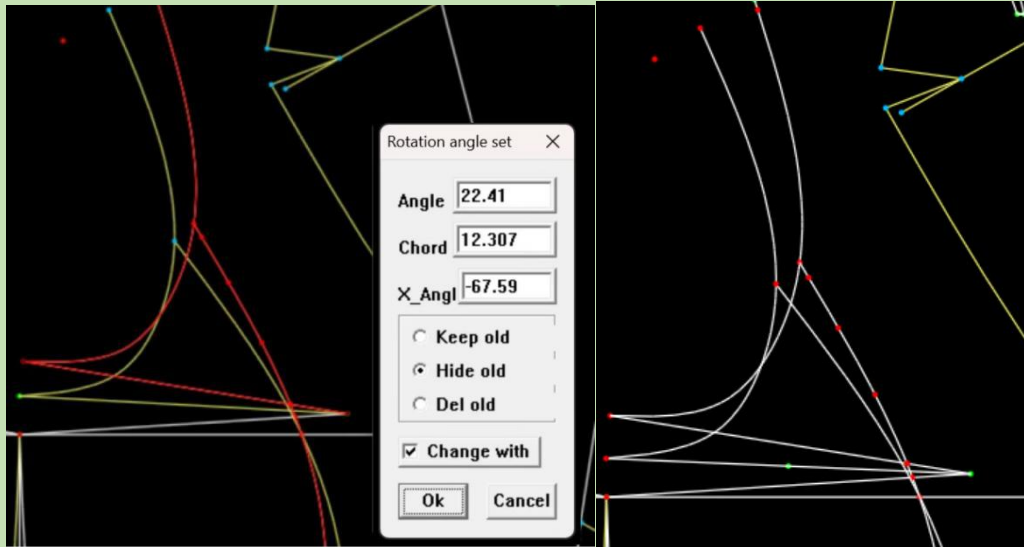 Rotation angle set
Angle 22.41
Chord 12.307
X_Angl -67.59
Keep old
Hide old
Del old
Change with
Ok Cancel